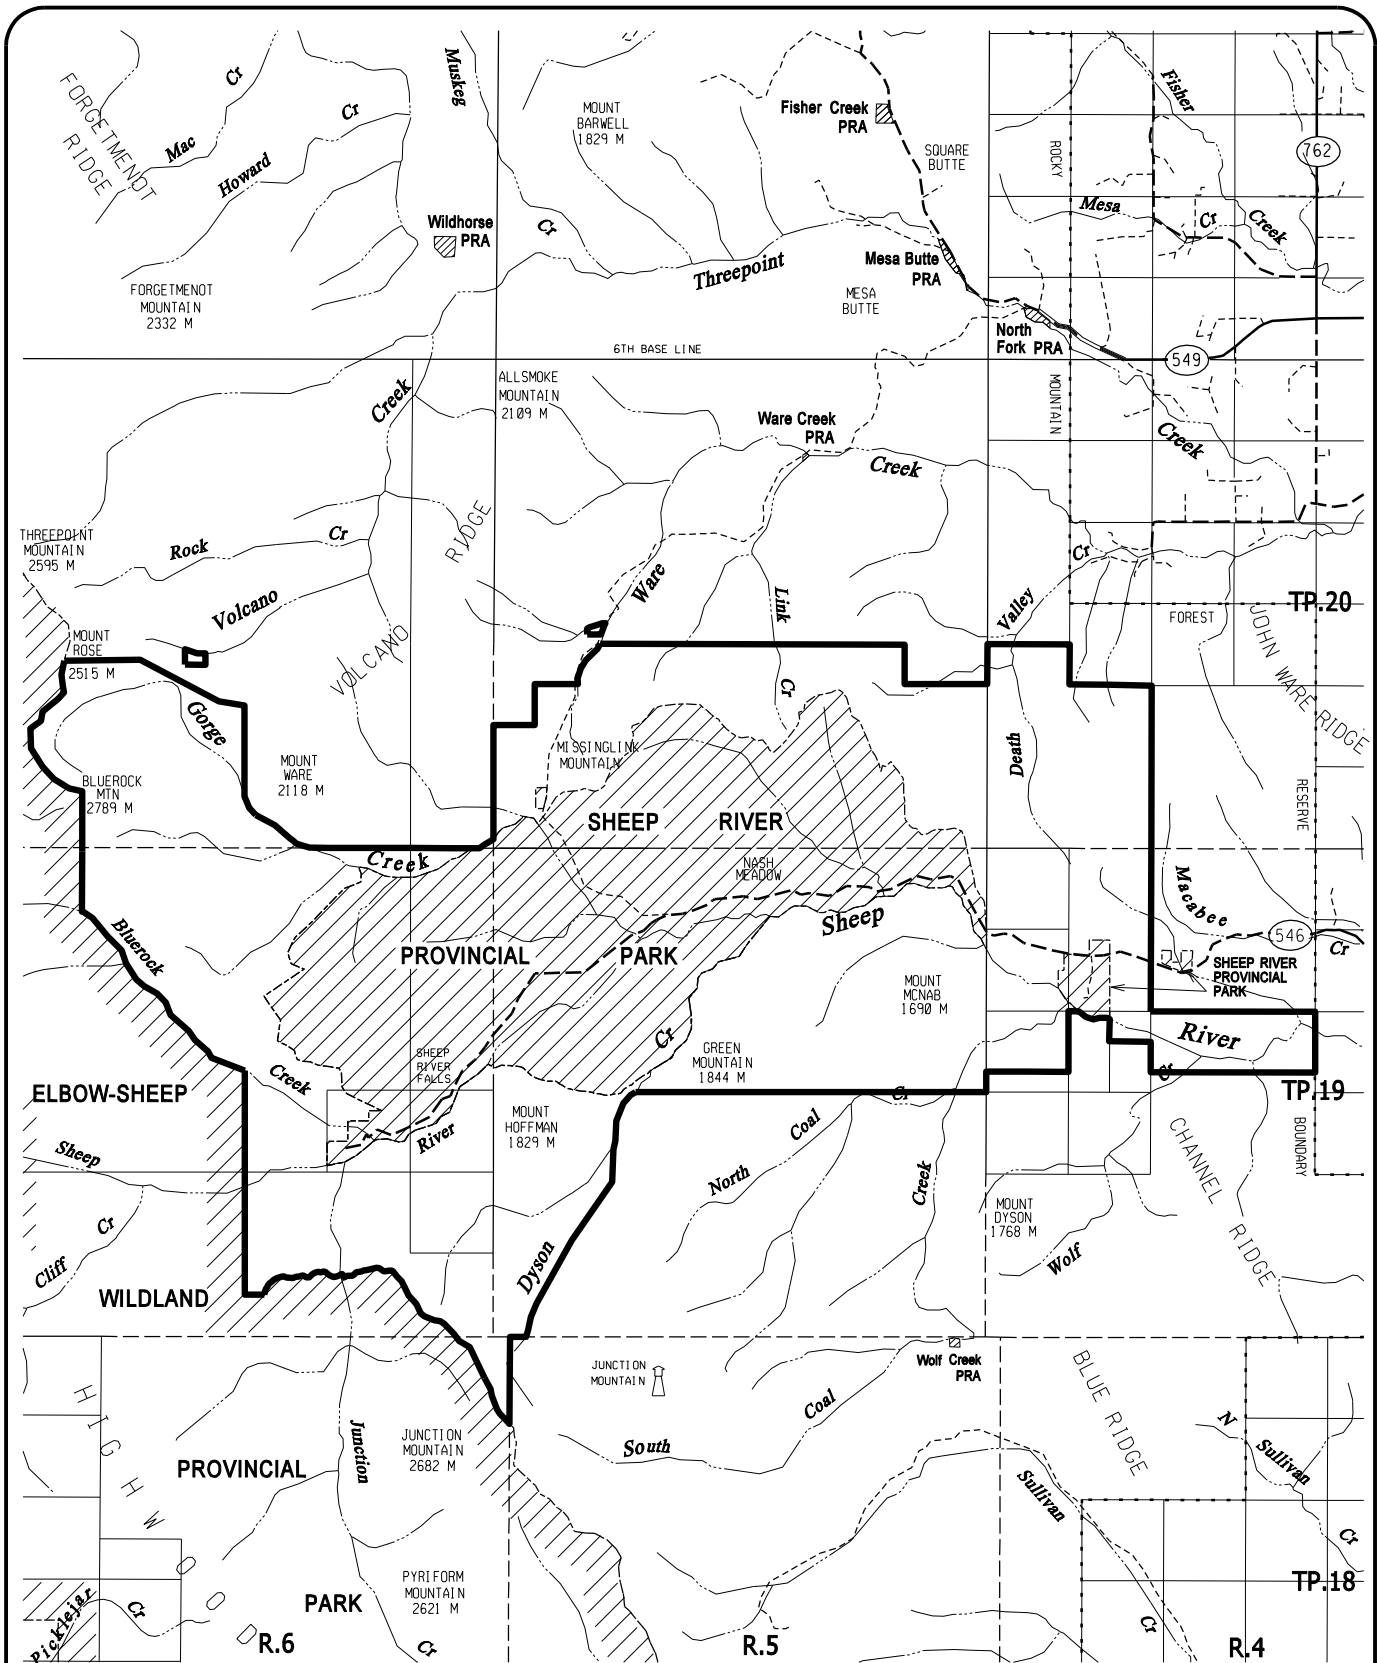 FORGETMENOT
RIDGE
Mac
Cr
Howard
Cr
Muskeg
Cr
MOUNT
BARWELL
1829 M
Fisher Creek
PRA
SQUARE
BUTTE
ROCKY
Fisher
762
Mesa
Cr
Creek
Wildhorse
PRA
Threepoint
Mesa Butte
PRA
MESA
BUTTE
FORGETMENOT
MOUNTAIN
2332 M
North
Fork PRA
6TH BASE LINE
549
ALLSMOKE
MOUNTAIN
2109 M
Creek
MOUNTAIN
Ware Creek
PRA
Creek
Creek
RIDGE
THREEPOINT
MOUNTAIN
2595 M
Rock
Cr
Cr
Volcano
Ware
Link
Cr
Valley
TP.20
FOREST
JOHN WARE RIDGE
MOUNT
ROSE
2515 M
VOLCANO
Gorge
MISSINGLINK
MOUNTAIN
Death
MOUNT
WARE
2118 M
BLUEROCK
MTN
2789 M
RESERVE
SHEEP RIVER
Creek
NASH
MEADOW
Macabee
Sheep
Bluerock
546
Cr
PROVINCIAL PARK
SHEEP RIVER
PROVINCIAL
PARK
MOUNT
MCNAB
1690 M
Cr
River
GREEN
MOUNTAIN
1844 M
SHEEP
RIVER
FALLS
Creek
Cr
Cr
TP.19
ELBOW-SHEEP
MOUNT
HOFFMAN
1829 M
River
Coal
North
Creek
CHANNEL RIDGE
BOUNDARY
Sheep
MOUNT
DYSON
1768 M
Cr
Cliff
Dyson
Wolf
WILDLAND
JUNCTION
MOUNTAIN
Wolf Creek
PRA
BLUE RIDGE
HIGHW
Coal
South
Junction
JUNCTION
MOUNTAIN
2682 M
N
Sullivan
Cr
PROVINCIAL
Sullivan
Cr
PYRIFORM
MOUNTAIN
2621 M
TP.18
PARK
Picklejar
Cr
Cr
R.6
R.5
R.4